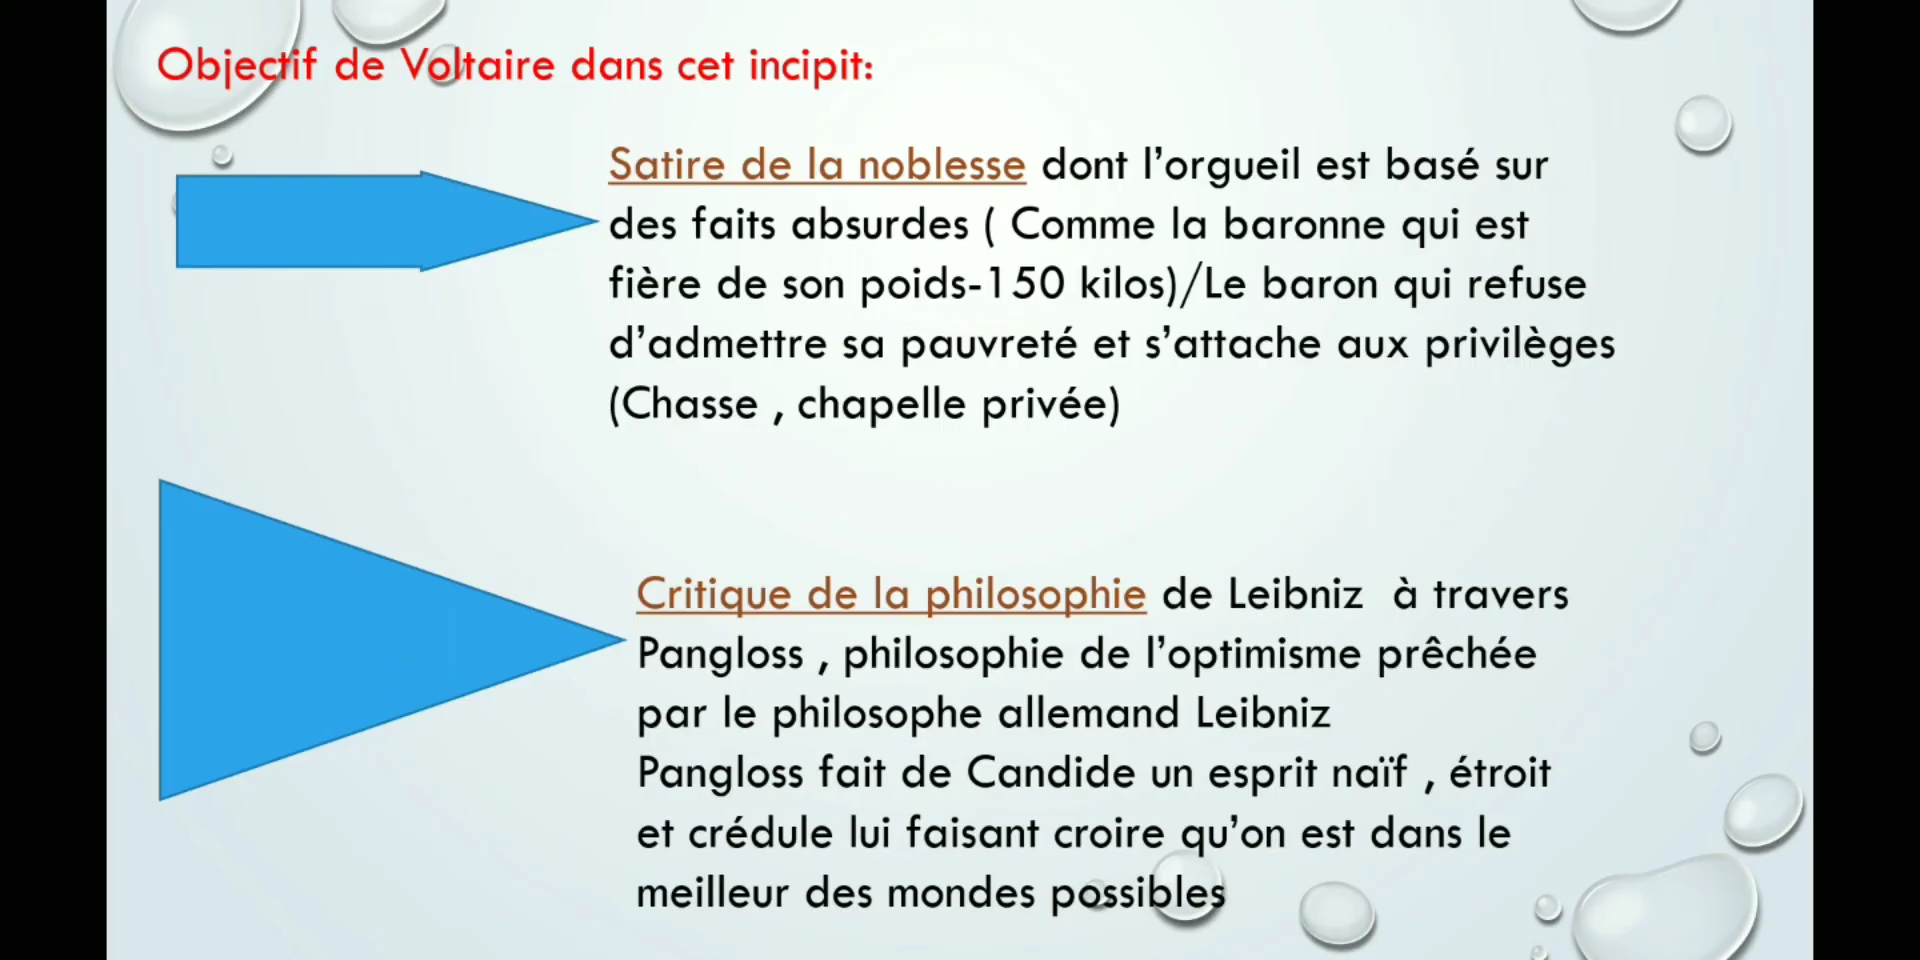 Objectif de Voltaire dans cet incipit:
Satire de la noblesse dont l’orgueil est basé sur
des faits absurdes ( Comme la baronne qui est
fière de son poids-150 kilos)/Le baron qui refuse
d’admettre sa pauvreté et s’attache aux privilèges
(Chasse , chapelle privée)
Critique de la philosophie de Leibniz à travers
Pangloss , philosophie de l’optimisme prêchée
par le philosophe allemand Leibniz
Pangloss fait de Candide un esprit naïf , étroit
et crédule lui faisant croire qu’on est dans le
meilleur des mondes possibles